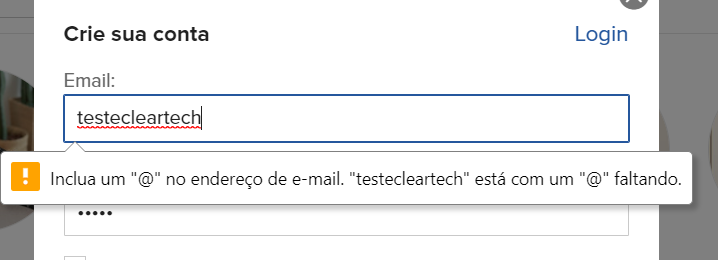 Crie sua conta
Login
Email:
testecleartech
Inclua um "@" no endereço de e-mail. "testecleartech" está com um "@" faltando.
•••••